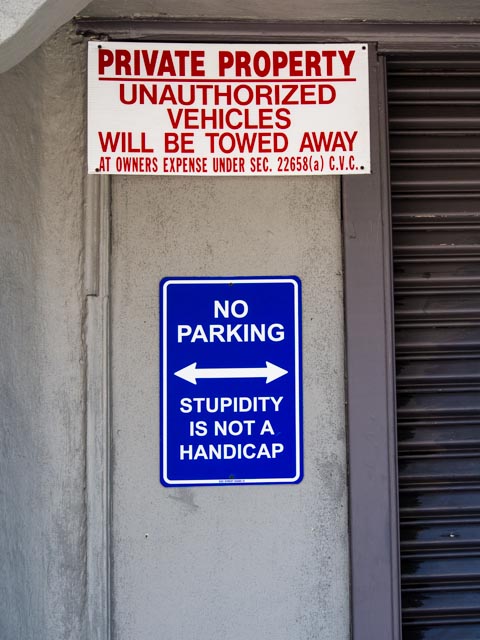 PRIVATE PROPERTY
UNAUTHORIZED
VEHICLES
WILL BE TOWED AWAY
AT OWNERS EXPENSE UNDER SEC. 22658(a) C.V.C.
NO
PARKING
STUPIDITY
IS NOT A
HANDICAP